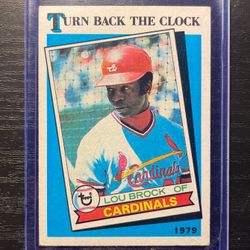 TURN BACK THE CLOCK
Cardinals
LOU BROCK OF
CARDINALS
1979